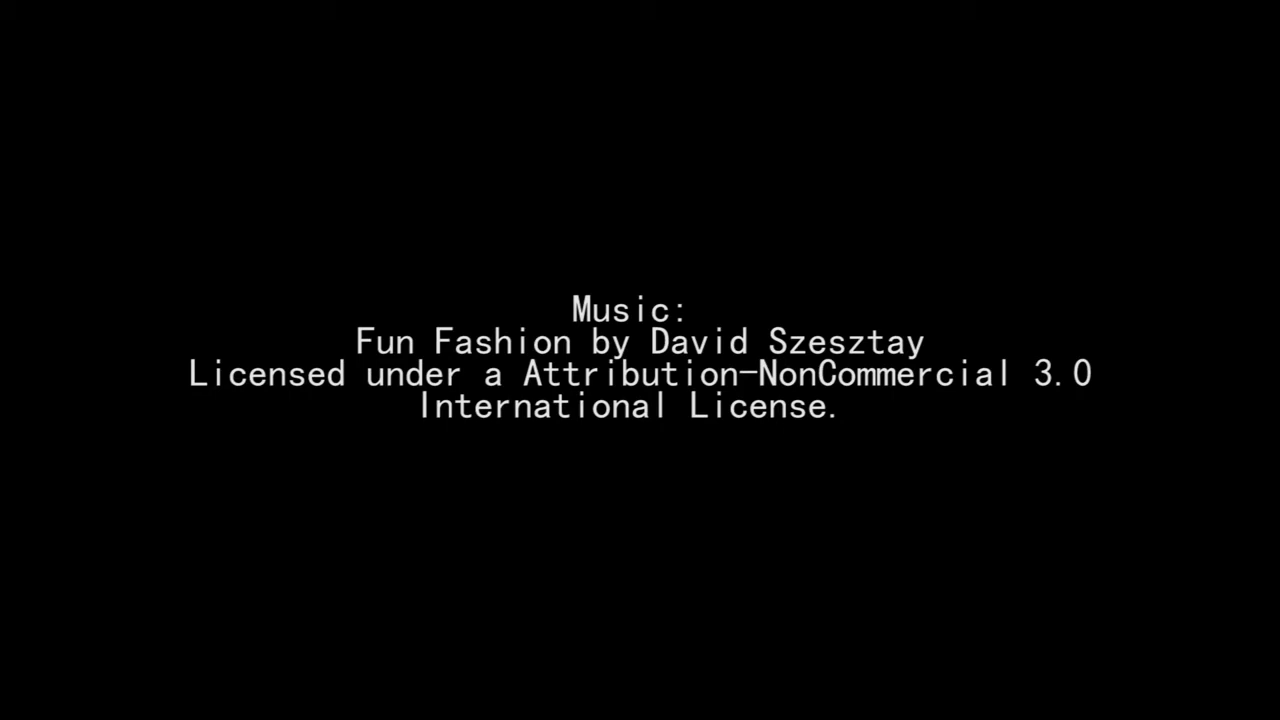 Music:
Fun Fashion by David Szesztay
Licensed under a Attribution-NonCommercial 3.0
International License.